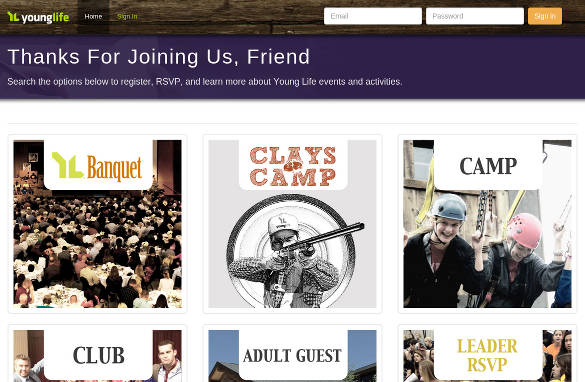 younglife
Home
Sign In
Email
Password
Sign In
Thanks For Joining Us, Friend
Search the options below to register, RSVP, and learn more about Young Life events and activities.
YL Banquet
CLAYS
CAMP
CAMP
CLUB
ADULT GUEST
LEADER
RSVP